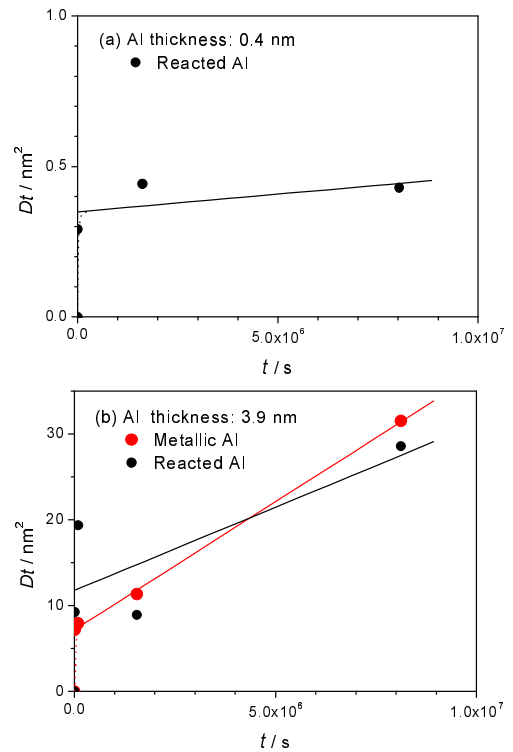 1.0
(a) Al thickness: 0.4 nm
Reacted Al
0.5
Dt / nm²
0.0
0.0
5.0x10⁶
1.0x10⁷
t / s
(b) Al thickness: 3.9 nm
30
Metallic Al
Reacted Al
20
Dt / nm²
10
0
0.0
5.0x10⁶
1.0x10⁷
t / s